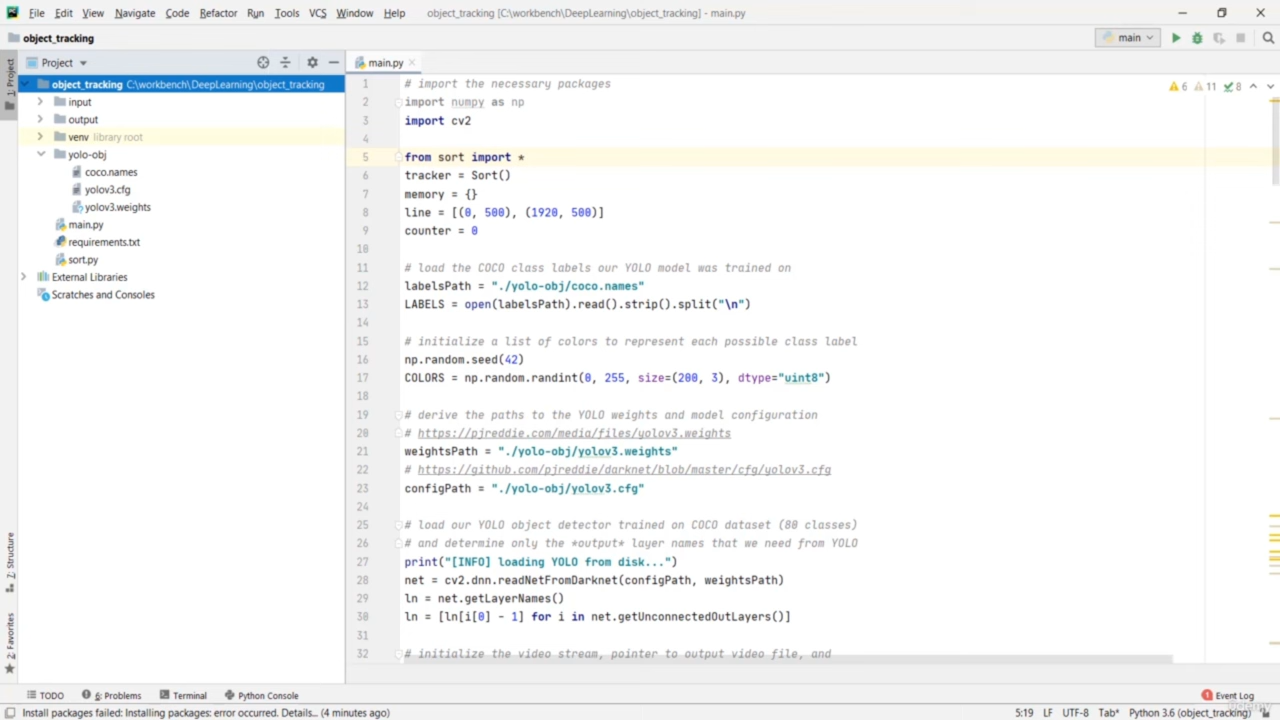 File Edit View Navigate Code Refactor Run Tools VCS Window Help object_tracking [C:\workbench\DeepLearning\object_tracking] - main.py
object_tracking main
1: Project
Project main.py
object_tracking C:\workbench\DeepLearning\object_tracking
input
output
venv library root
yolo-obj
coco.names
yolov3.cfg
yolov3.weights
main.py
requirements.txt
sort.py
External Libraries
Scratches and Consoles
6 11 8
1 # import the necessary packages
2 import numpy as np
3 import cv2
4
5 from sort import *
6 tracker = Sort()
7 memory = {}
8 line = [(0, 500), (1920, 500)]
9 counter = 0
10
11 # load the COCO class labels our YOLO model was trained on
12 labelsPath = "./yolo-obj/coco.names"
13 LABELS = open(labelsPath).read().strip().split("\n")
14
15 # initialize a list of colors to represent each possible class label
16 np.random.seed(42)
17 COLORS = np.random.randint(0, 255, size=(200, 3), dtype="uint8")
18
19 # derive the paths to the YOLO weights and model configuration
20 # https://pjreddie.com/media/files/yolov3.weights
21 weightsPath = "./yolo-obj/yolov3.weights"
22 # https://github.com/pjreddie/darknet/blob/master/cfg/yolov3.cfg
23 configPath = "./yolo-obj/yolov3.cfg"
24
25 # load our YOLO object detector trained on COCO dataset (80 classes)
26 # and determine only the *output* layer names that we need from YOLO
27 print("[INFO] loading YOLO from disk...")
28 net = cv2.dnn.readNetFromDarknet(configPath, weightsPath)
29 ln = net.getLayerNames()
30 ln = [ln[i[0] - 1] for i in net.getUnconnectedOutLayers()]
31
32 # initialize the video stream, pointer to output video file, and
Z: Structure
2: Favorites
TODO 6: Problems Terminal Python Console 1 Event Log
Install packages failed: Installing packages: error occurred. Details... (4 minutes ago) 5:19 LF UTF-8 Tab* Python 3.6 (object_tracking)